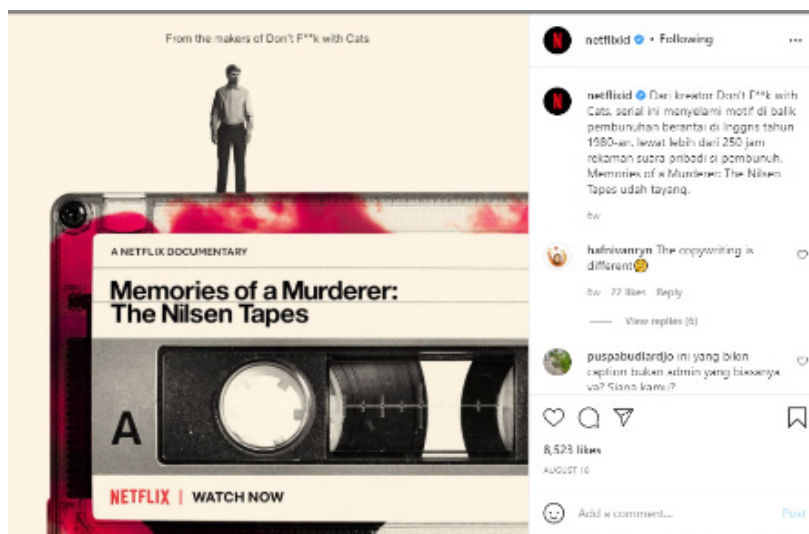 From the makers of Don't F**k with Cats
A NETFLIX DOCUMENTARY
Memories of a Murderer:
The Nilsen Tapes
A
NETFLIX | WATCH NOW
netflixid • Following
netflixid Dari kreator Don't F**k with
Cats, serial ini menyelami motif di balik
pembunuhan berantai di Inggris tahun
1980-an, lewat lebih dari 250 jam
rekaman suara pribadi si pembunuh.
Memories of a Murderer: The Nilsen
Tapes udah tayang.
6w
hafnivanryn The copywriting is
different
6w 22 likes Reply
View replies (6)
puspabudiardjo ini yang bikin
caption bukan admin yang biasanya
ya? Siapa kamu?
8,523 likes
Add a comment... Post